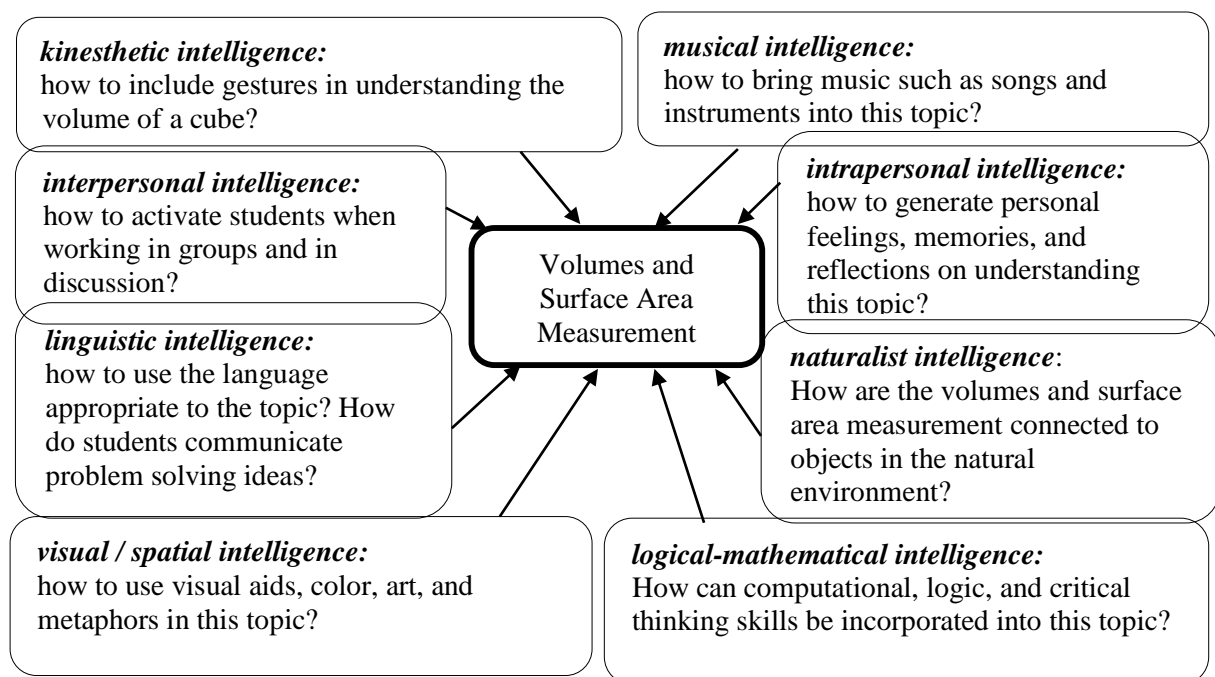 kinesthetic intelligence:
how to include gestures in understanding the
volume of a cube?
musical intelligence:
how to bring music such as songs and
instruments into this topic?
interpersonal intelligence:
how to activate students when
working in groups and in
discussion?
intrapersonal intelligence:
how to generate personal
feelings, memories, and
reflections on understanding
this topic?
Volumes and
Surface Area
Measurement
linguistic intelligence:
how to use the language
appropriate to the topic? How
do students communicate
problem solving ideas?
naturalist intelligence:
How are the volumes and surface
area measurement connected to
objects in the natural
environment?
visual / spatial intelligence:
how to use visual aids, color, art, and
metaphors in this topic?
logical-mathematical intelligence:
How can computational, logic, and critical
thinking skills be incorporated into this topic?